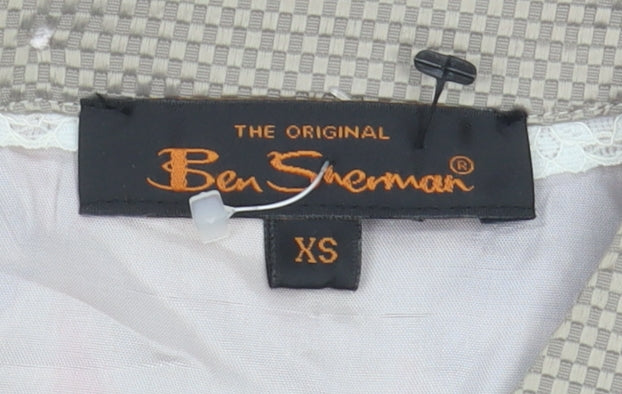 THE ORIGINAL
Ben Sherman®
XS